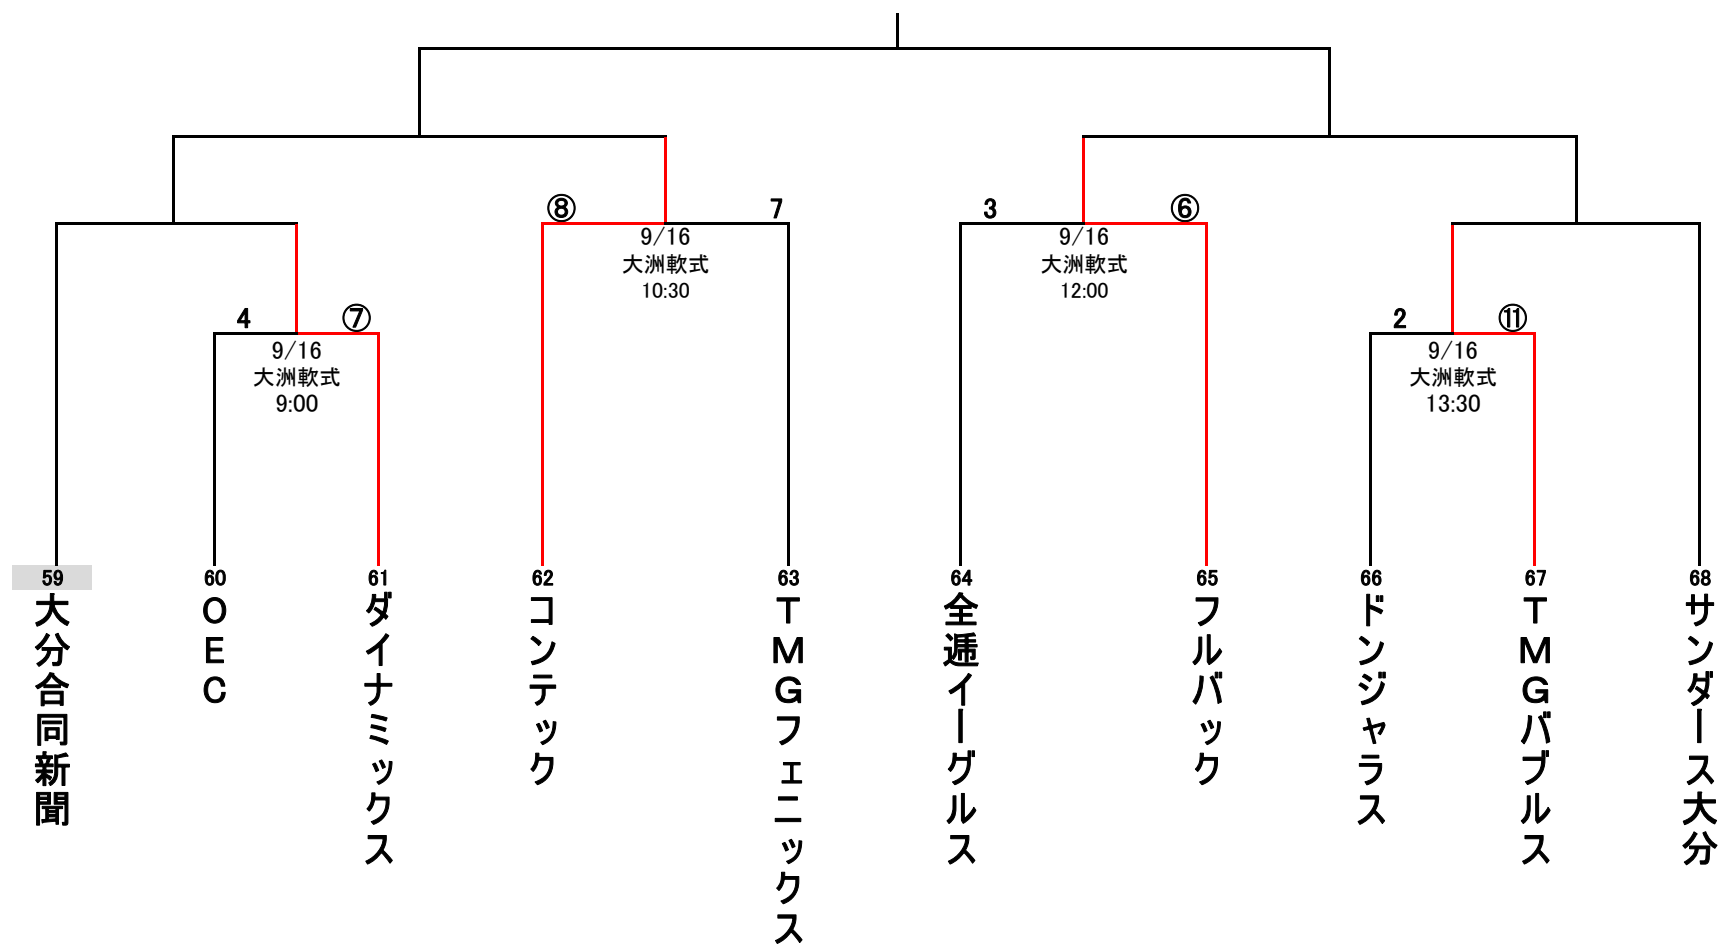 ⑧ 7
3 ⑥
9/16
大洲軟式
10:30
9/16
大洲軟式
12:00
4 ⑦
2 ⑪
9/16
大洲軟式
9:00
9/16
大洲軟式
13:30
59
大分合同新聞
60
OEC
61
ダイナミックス
62
コンテック
63
TMGフェニックス
64
全逓イーグルス
65
フルバック
66
ドンジャラス
67
TMGバブルス
68
サンダース大分